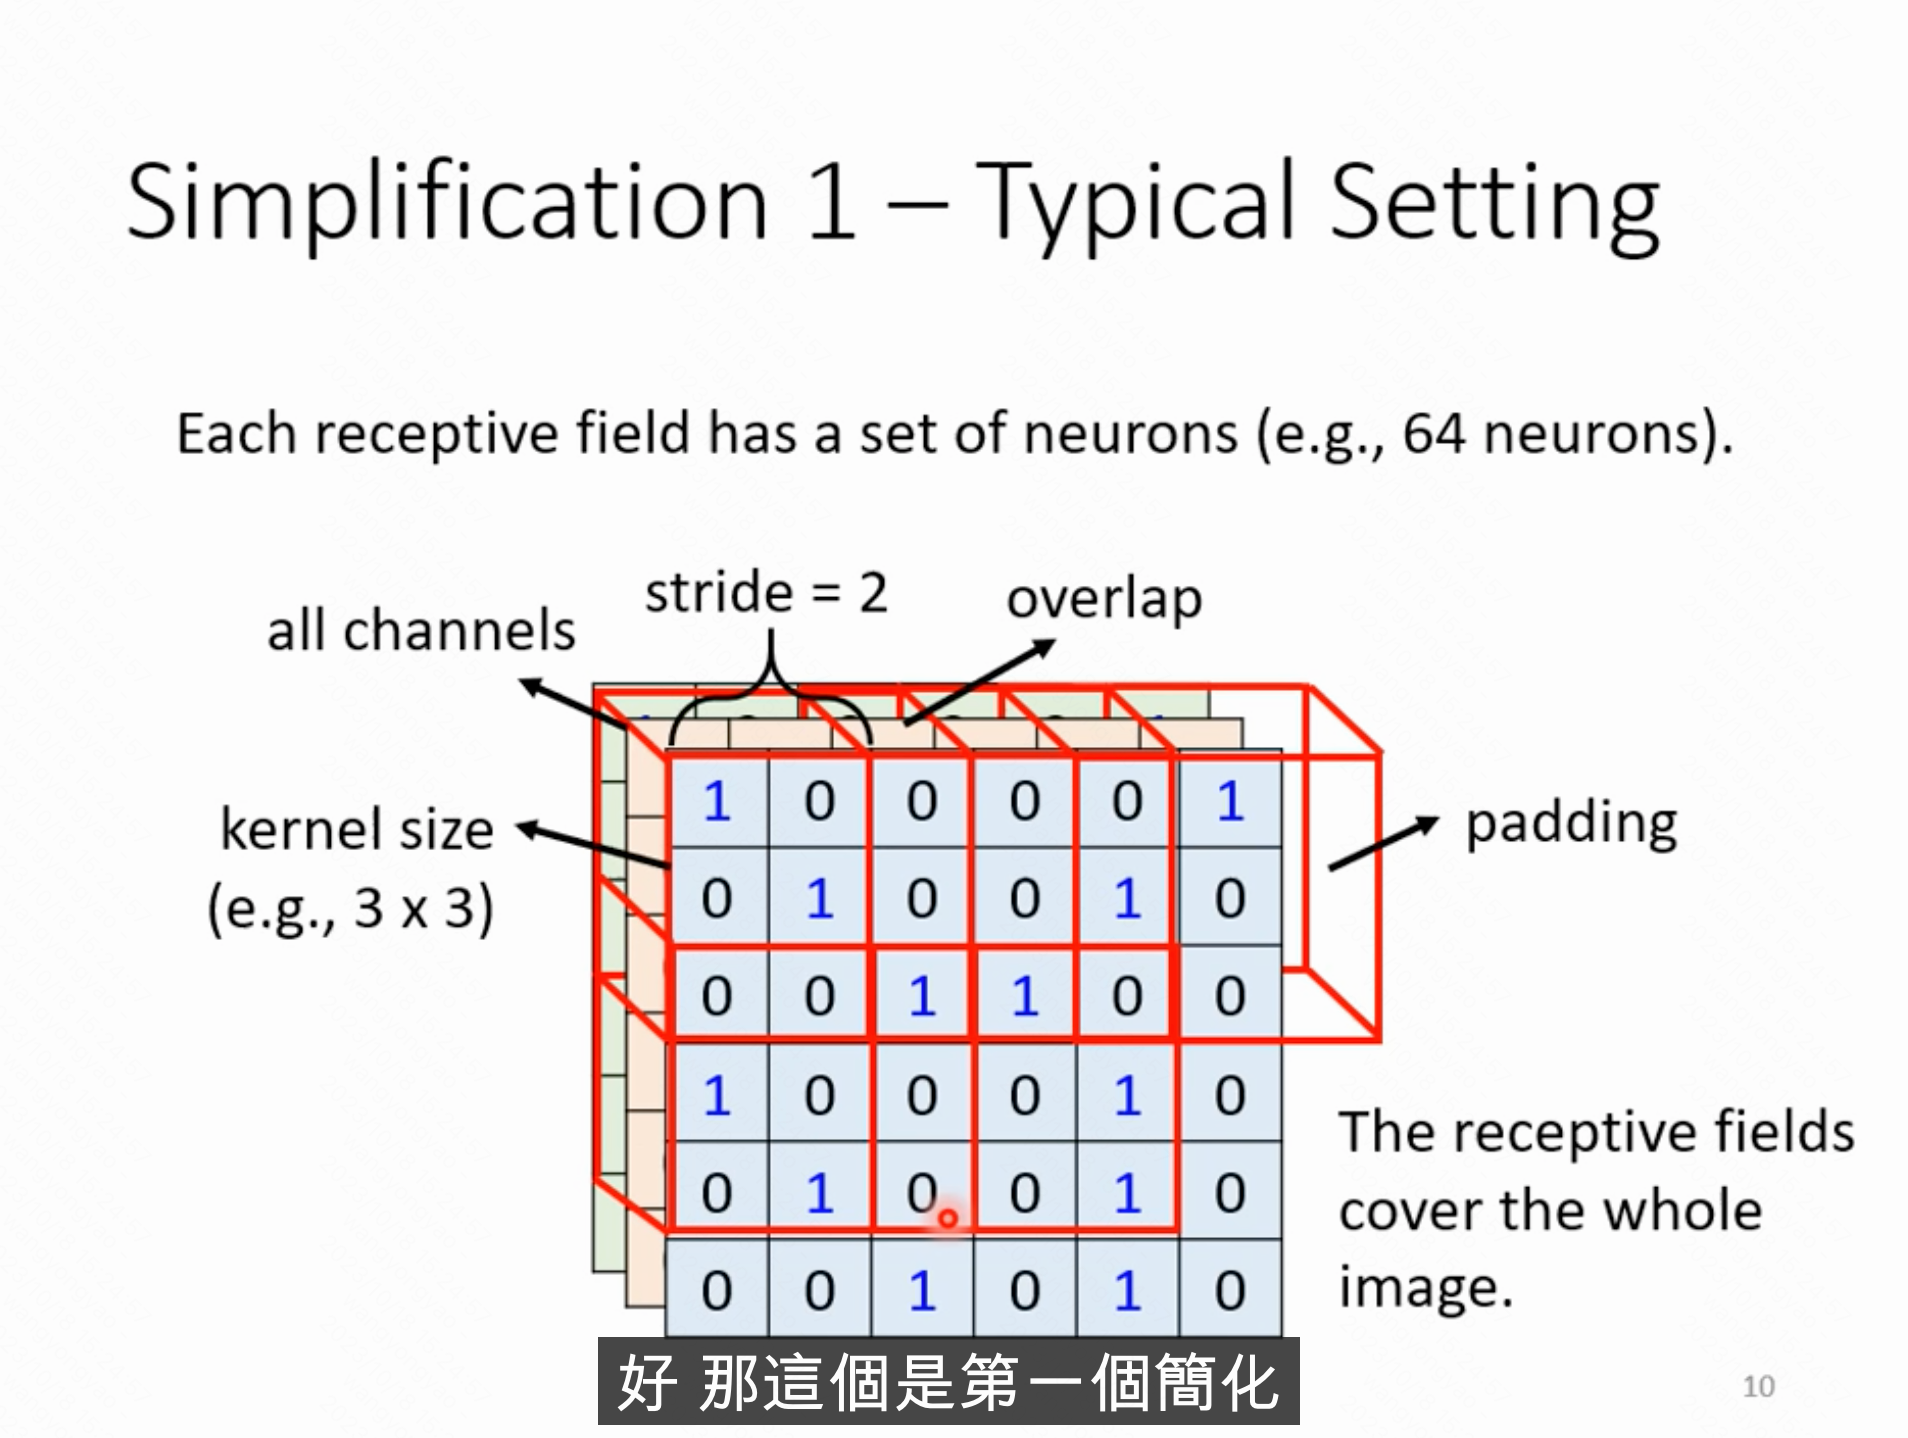 Simplification 1 – Typical Setting
Each receptive field has a set of neurons (e.g., 64 neurons).
stride = 2
overlap
all channels
kernel size
(e.g., 3 x 3)
padding
1 0 0 0 0 1
0 1 0 0 1 0
0 0 1 1 0 0
1 0 0 0 1 0
0 1 0 0 1 0
0 0 1 0 1 0
The receptive fields
cover the whole
image.
好 那這個是第一個簡化
10